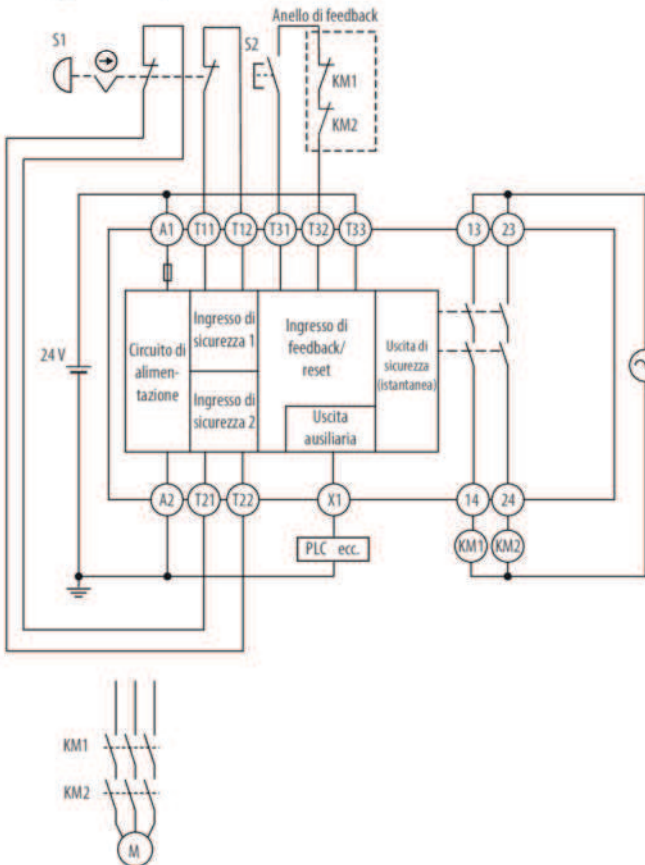 Anello di feedback
S1
S2
KM1
KM2
A1 T11 T12 T31 T32 T33 13 23
24 V
Circuito di
alimen-
tazione
Ingresso di
sicurezza 1
Ingresso di
sicurezza 2
Ingresso di
feedback/
reset
Uscita
ausiliaria
Uscita di
sicurezza
(istantanea)
A2 T21 T22 X1 14 24
PLC ecc.
KM1 KM2
KM1
KM2
M